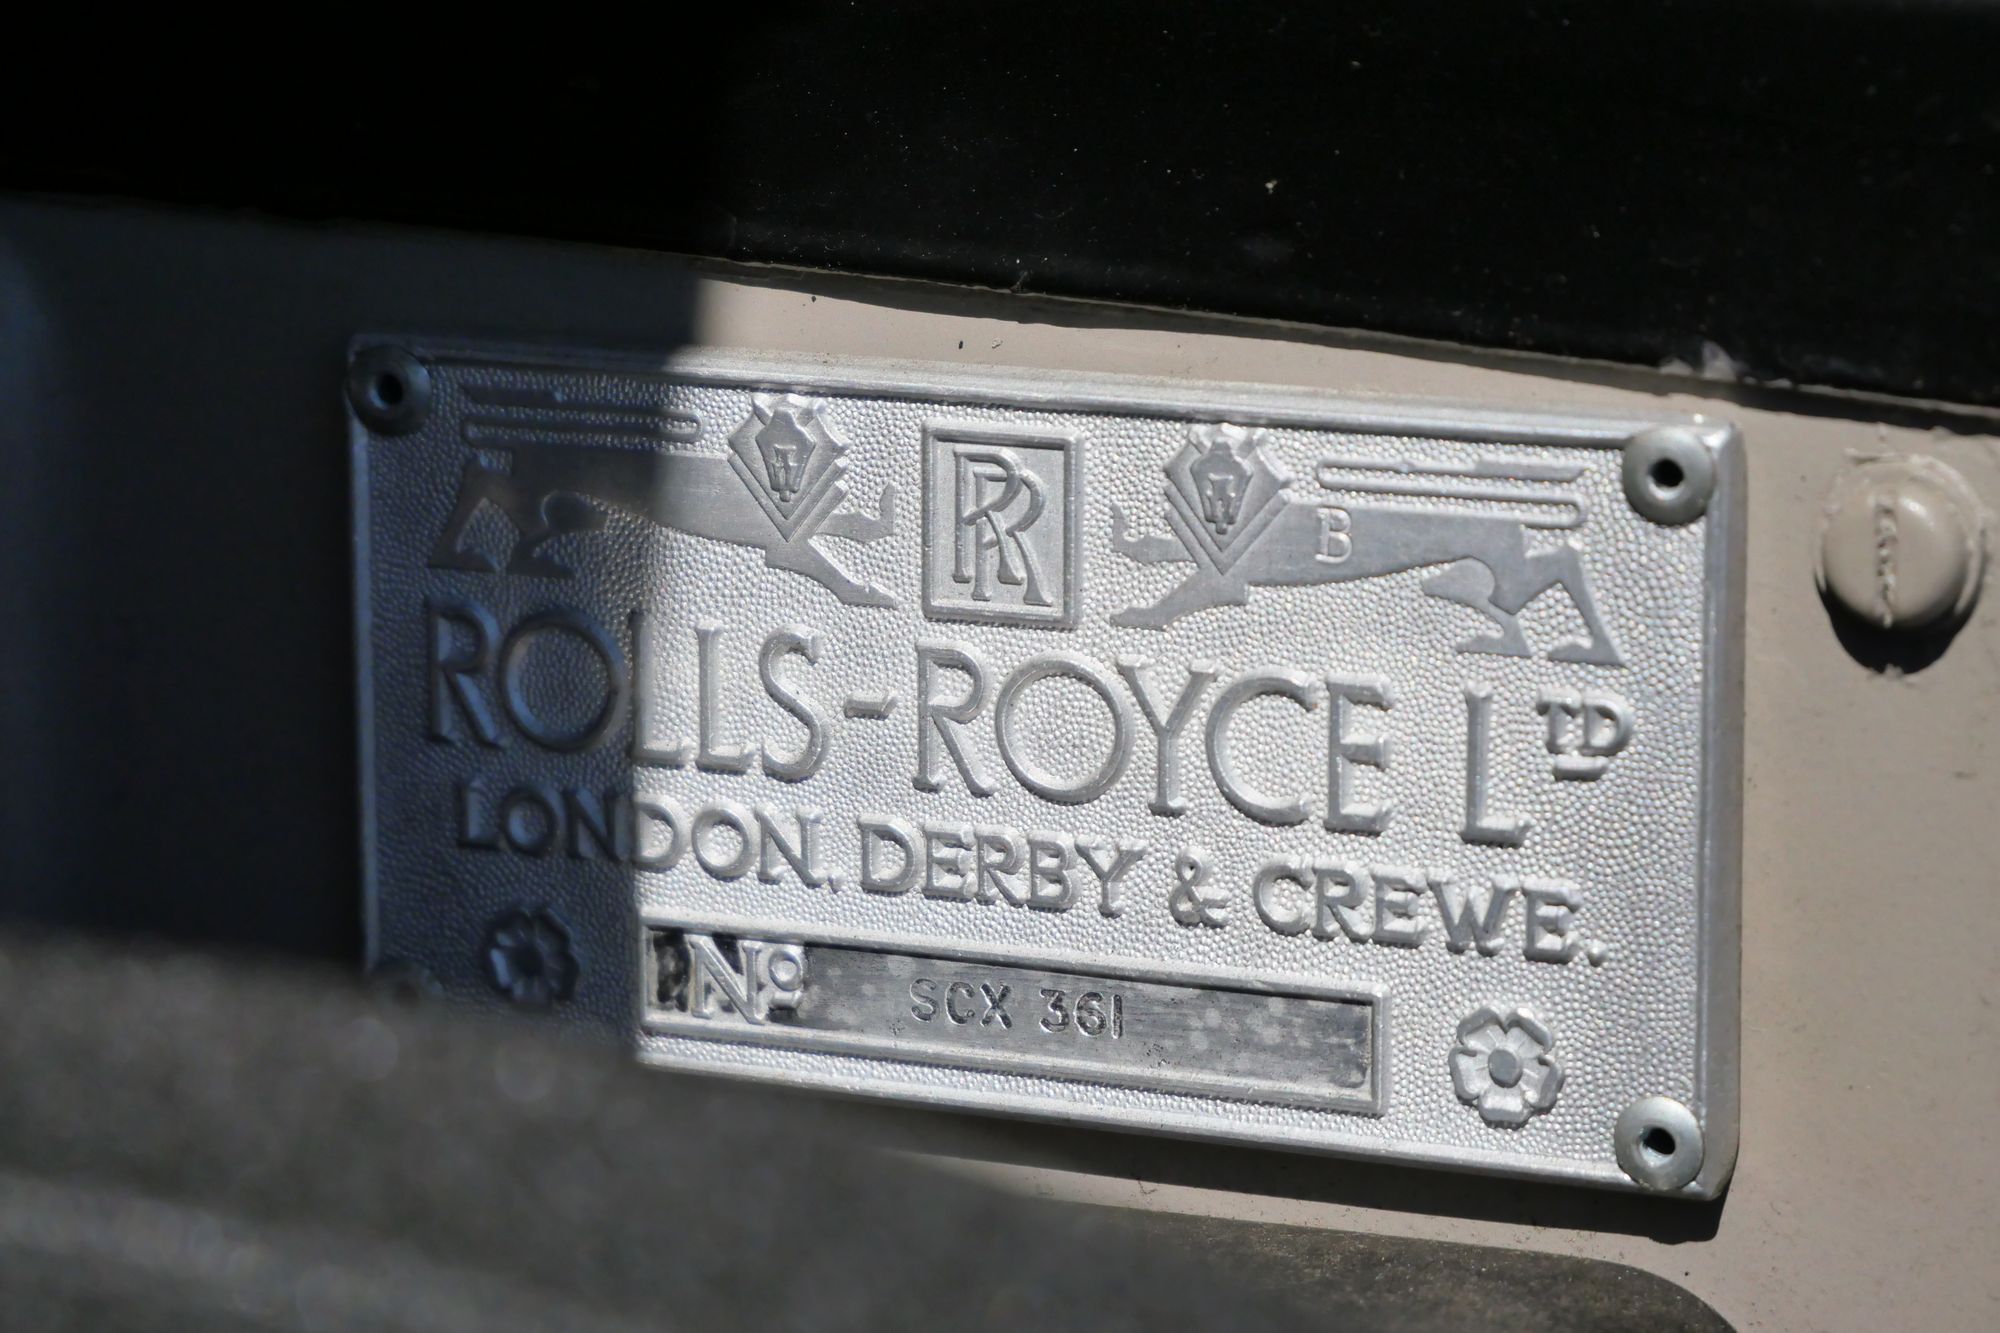 RR
B
ROLLS-ROYCE LTD
LONDON. DERBY & CREWE.
No SCX 361